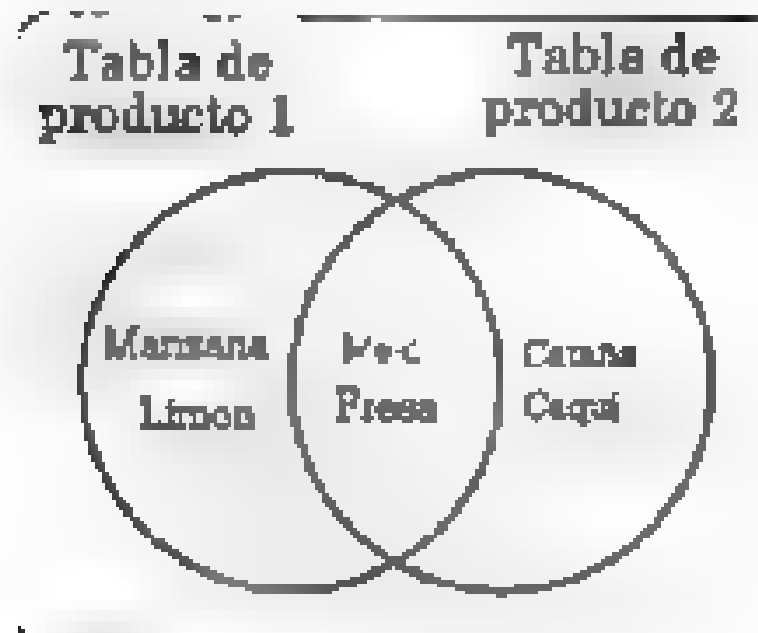 Tabla de
producto 1
Tabla de
producto 2
Manzana
Limon
Fresa
Caqui